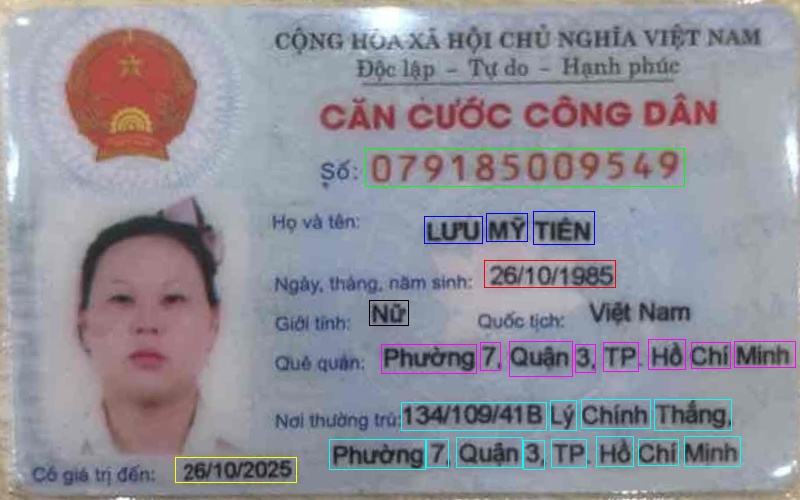 CỘNG HÒA XÃ HỘI CHỦ NGHĨA VIỆT NAM
Độc lập - Tự do - Hạnh phúc
CĂN CƯỚC CÔNG DÂN
Số: 079185009549
Họ và tên: LƯU MỸ TIÊN
Ngày, tháng, năm sinh: 26/10/1985
Giới tính: Nữ Quốc tịch: Việt Nam
Quê quán: Phường 7, Quận 3, TP. Hồ Chí Minh
Nơi thường trú: 134/109/41B Lý Chính Thắng,
Phường 7, Quận 3, TP. Hồ Chí Minh
Có giá trị đến: 26/10/2025